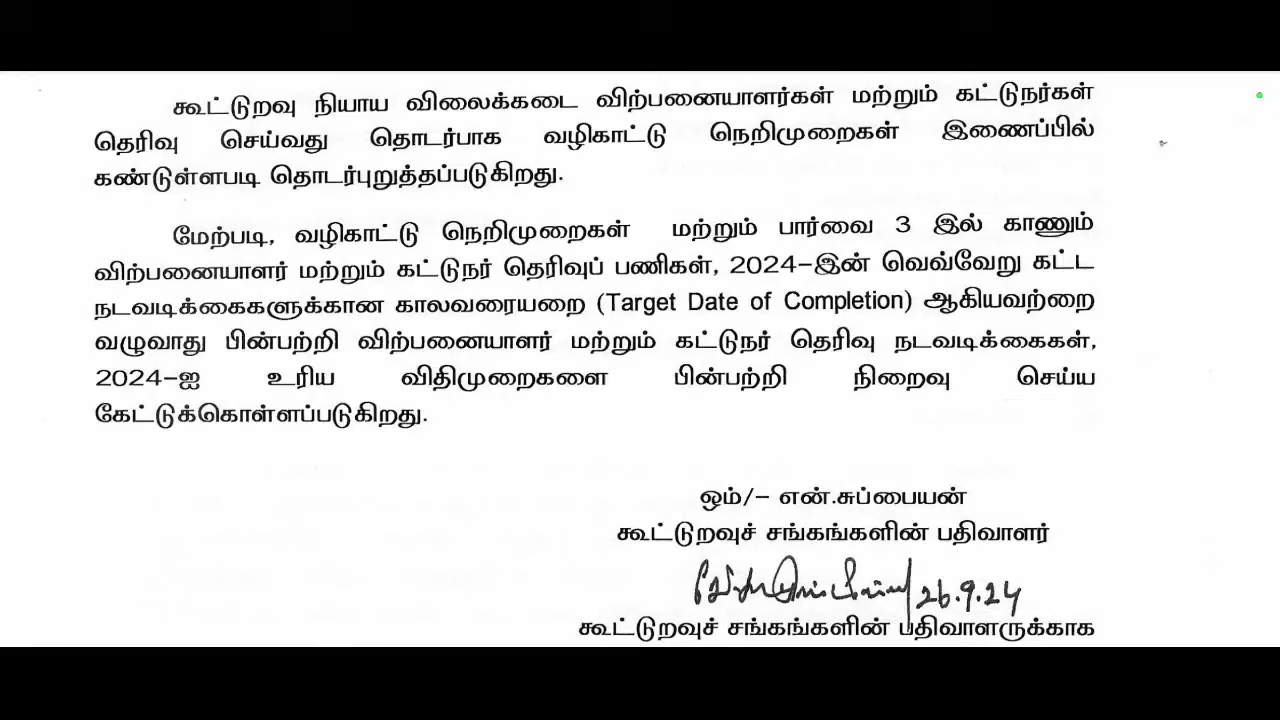 கூட்டுறவு நியாய விலைக்கடை விற்பனையாளர்கள் மற்றும் கட்டுநர்கள்
தெரிவு செய்வது தொடர்பாக வழிகாட்டு நெறிமுறைகள் இணைப்பில்
கண்டுள்ளபடி தொடர்புறுத்தப்படுகிறது.
மேற்படி, வழிகாட்டு நெறிமுறைகள் மற்றும் பார்வை 3 இல் காணும்
விற்பனையாளர் மற்றும் கட்டுநர் தெரிவுப் பணிகள், 2024-இன் வெவ்வேறு கட்ட
நடவடிக்கைகளுக்கான காலவரையறை (Target Date of Completion) ஆகியவற்றை
வழுவாது பின்பற்றி விற்பனையாளர் மற்றும் கட்டுநர் தெரிவு நடவடிக்கைகள்,
2024-ஐ உரிய விதிமுறைகளை பின்பற்றி நிறைவு செய்ய
கேட்டுக்கொள்ளப்படுகிறது.
ஒம்/- என்.சுப்பையன்
கூட்டுறவுச் சங்கங்களின் பதிவாளர்
26.9.24
கூட்டுறவுச் சங்கங்களின் பதிவாளருக்காக